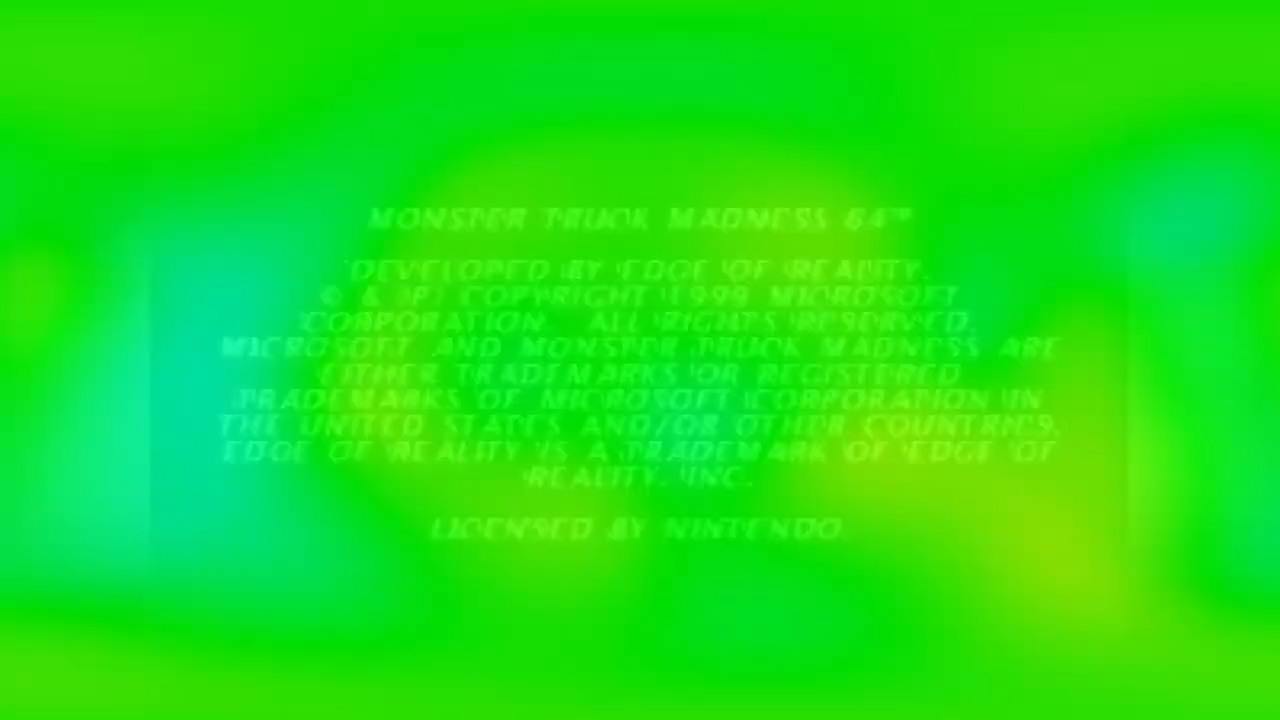 MONSTER TRUCK MADNESS 64™
DEVELOPED BY EDGE OF REALITY.
© & (P) COPYRIGHT 1999 MICROSOFT
CORPORATION. ALL RIGHTS RESERVED.
MICROSOFT AND MONSTER TRUCK MADNESS ARE
EITHER TRADEMARKS OR REGISTERED
TRADEMARKS OF MICROSOFT CORPORATION IN
THE UNITED STATES AND/OR OTHER COUNTRIES.
EDGE OF REALITY IS A TRADEMARK OF EDGE OF
REALITY, INC.
LICENSED BY NINTENDO